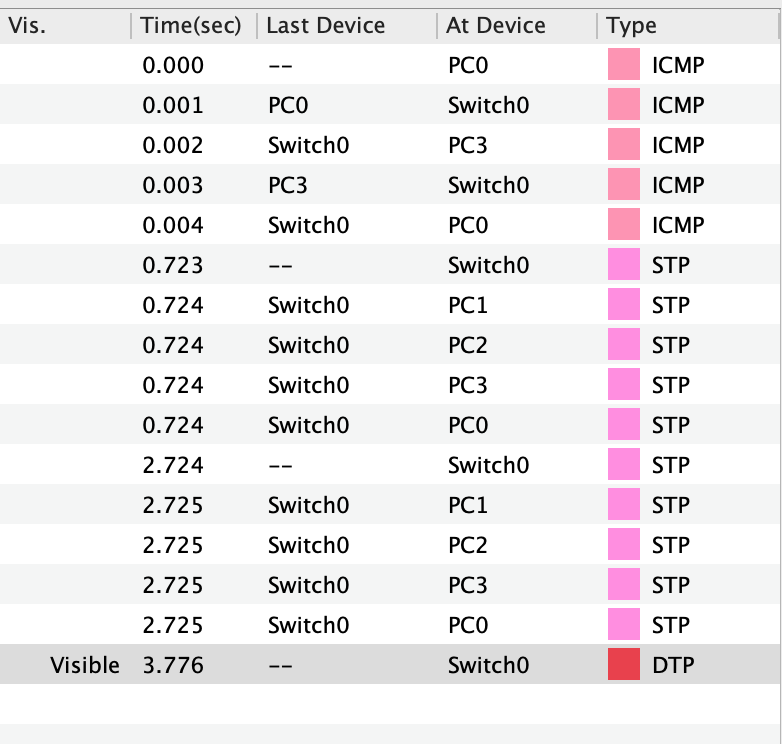 Vis. Time(sec) Last Device At Device Type
0.000 -- PC0 ICMP
0.001 PC0 Switch0 ICMP
0.002 Switch0 PC3 ICMP
0.003 PC3 Switch0 ICMP
0.004 Switch0 PC0 ICMP
0.723 -- Switch0 STP
0.724 Switch0 PC1 STP
0.724 Switch0 PC2 STP
0.724 Switch0 PC3 STP
0.724 Switch0 PC0 STP
2.724 -- Switch0 STP
2.725 Switch0 PC1 STP
2.725 Switch0 PC2 STP
2.725 Switch0 PC3 STP
2.725 Switch0 PC0 STP
Visible 3.776 -- Switch0 DTP